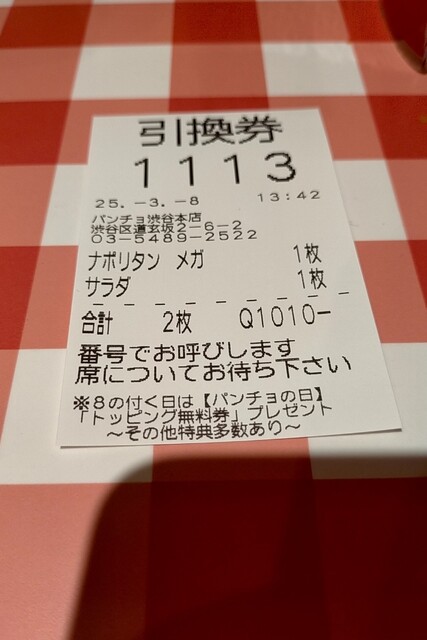 引換券
1113
25.-3.-8 13:42
パンチョ渋谷本店
渋谷区道玄坂2-6-2
03-5489-2522
ナポリタン メガ 1枚
サラダ 1枚
合計 2枚 Q1010-
番号でお呼びします
席についてお待ち下さい
※8の付く日は【パンチョの日】
「トッピング無料券」プレゼント
~その他特典多数あり~